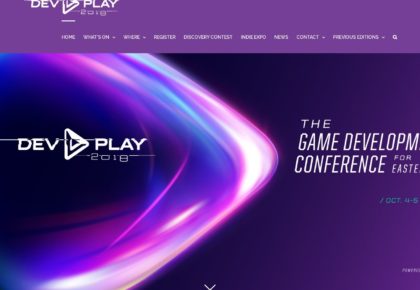 DEV PLAY
2018
HOME WHAT'S ON WHERE REGISTER DISCOVERY CONTEST INDIE EXPO NEWS CONTACT PREVIOUS EDITIONS
DEV PLAY
2018
THE
GAME DEVELOPM
CONFERENCE FOR
EASTE
/ OCT. 4-5
POWERE